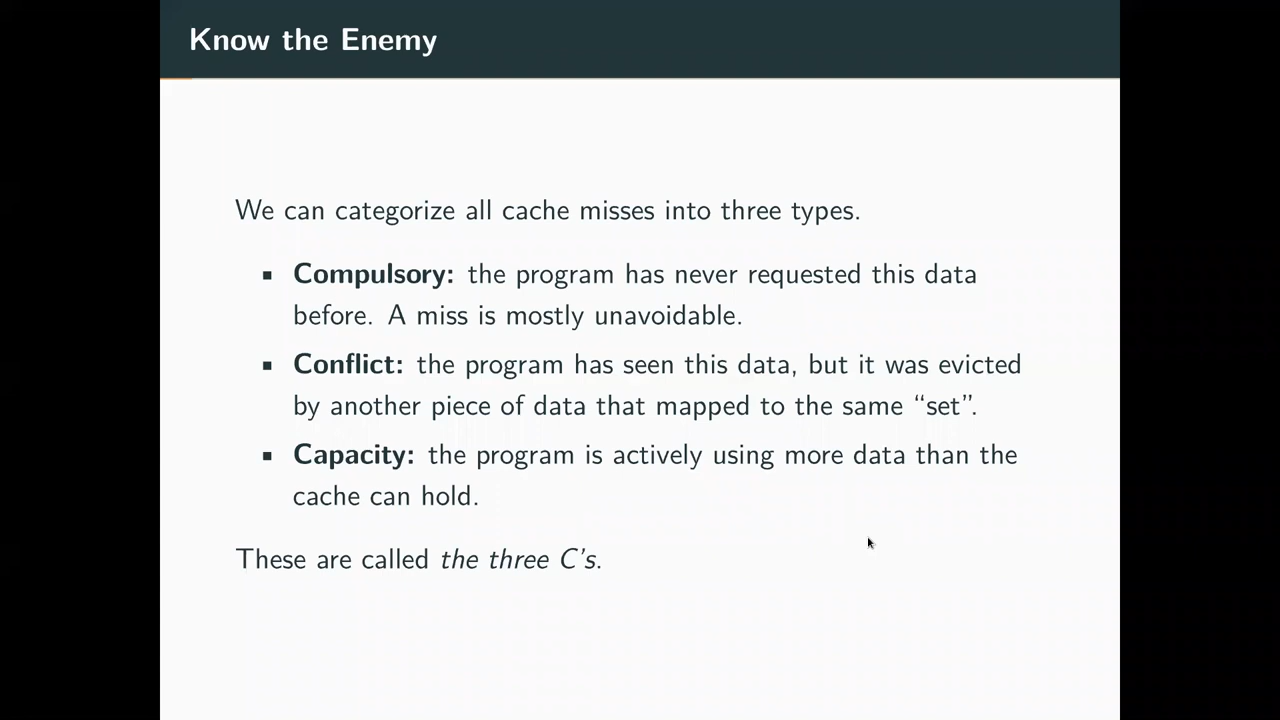 Know the Enemy
We can categorize all cache misses into three types.
▪ Compulsory: the program has never requested this data
before. A miss is mostly unavoidable.
▪ Conflict: the program has seen this data, but it was evicted
by another piece of data that mapped to the same “set”.
▪ Capacity: the program is actively using more data than the
cache can hold.
These are called the three C's.